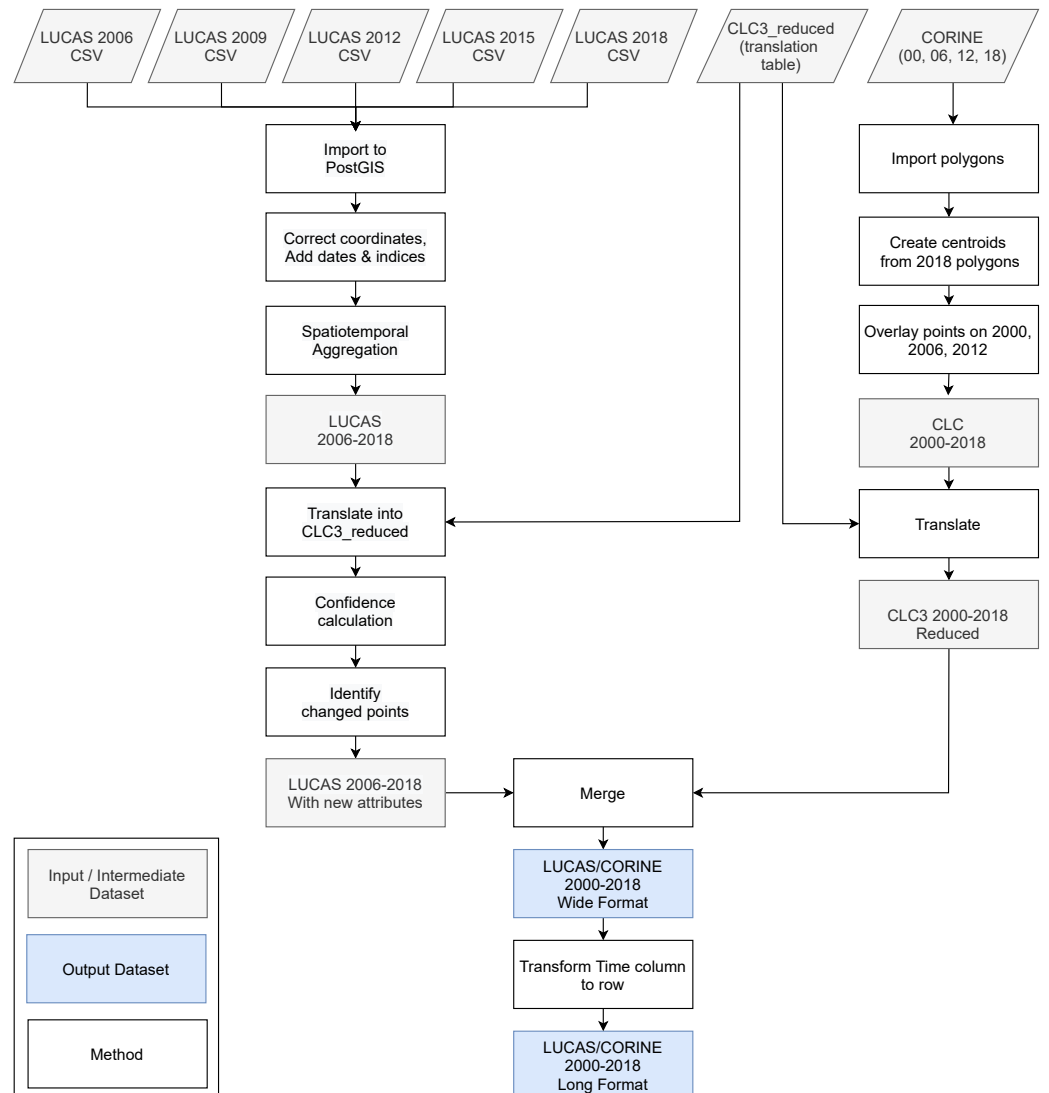 LUCAS 2006
CSV
LUCAS 2009
CSV
LUCAS 2012
CSV
LUCAS 2015
CSV
LUCAS 2018
CSV
CLC3_reduced
(translation
table)
CORINE
(00, 06, 12, 18)
Import to
PostGIS
Correct coordinates,
Add dates & indices
Spatiotemporal
Aggregation
LUCAS
2006-2018
Translate into
CLC3_reduced
Confidence
calculation
Identify
changed points
LUCAS 2006-2018
With new attributes
Import polygons
Create centroids
from 2018 polygons
Overlay points on 2000,
2006, 2012
CLC
2000-2018
Translate
CLC3 2000-2018
Reduced
Merge
LUCAS/CORINE
2000-2018
Wide Format
Transform Time column
to row
LUCAS/CORINE
2000-2018
Long Format
Input / Intermediate
Dataset
Output Dataset
Method